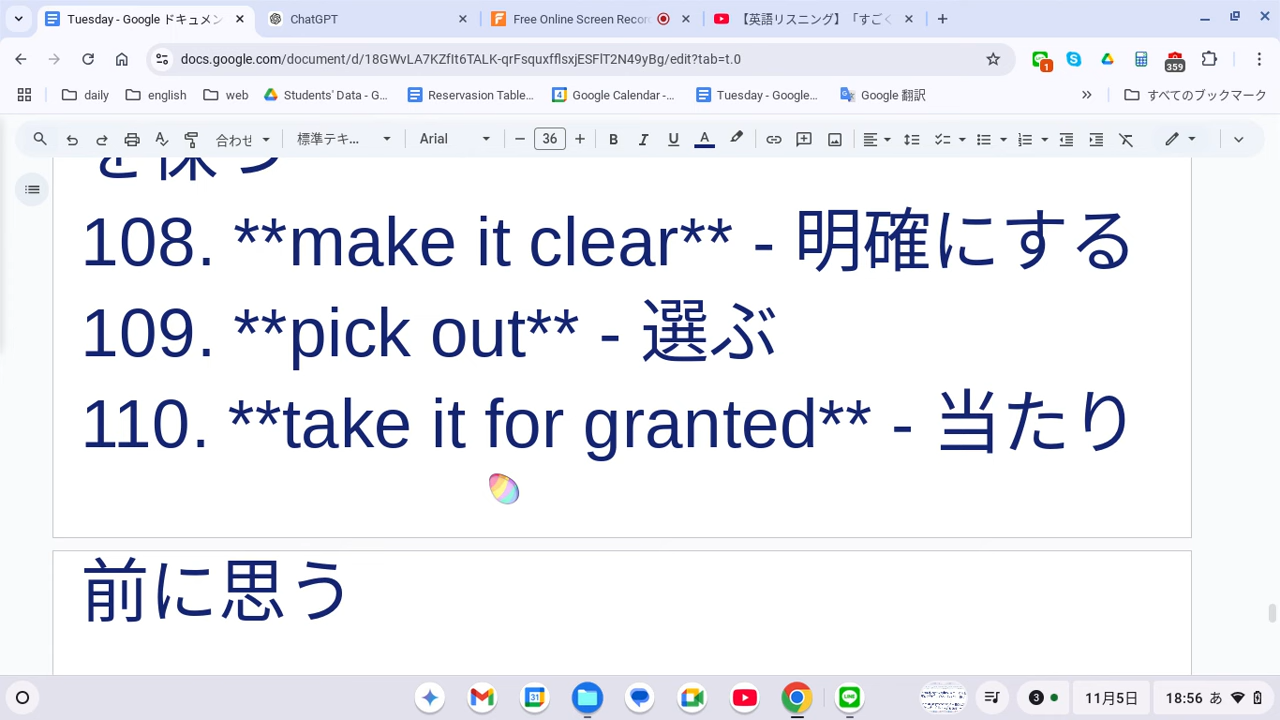 Tuesday - Google ドキュメン
ChatGPT
Free Online Screen Recor
【英語リスニング】「すごく
docs.google.com/document/d/18GWvLA7KZfIt6TALK-qrFsquxfflsxjESFlT2N49yBg/edit?tab=t.0
1
359
daily
english
web
Students' Data - G...
Reservasion Table...
Google Calendar -...
Tuesday - Google...
Google 翻訳
すべてのブックマーク
合わせ
標準テキ...
Arial
36
を保つ
108. **make it clear** - 明確にする
109. **pick out** - 選ぶ
110. **take it for granted** - 当たり
前に思う
31
3
11月5日
18:56 あ